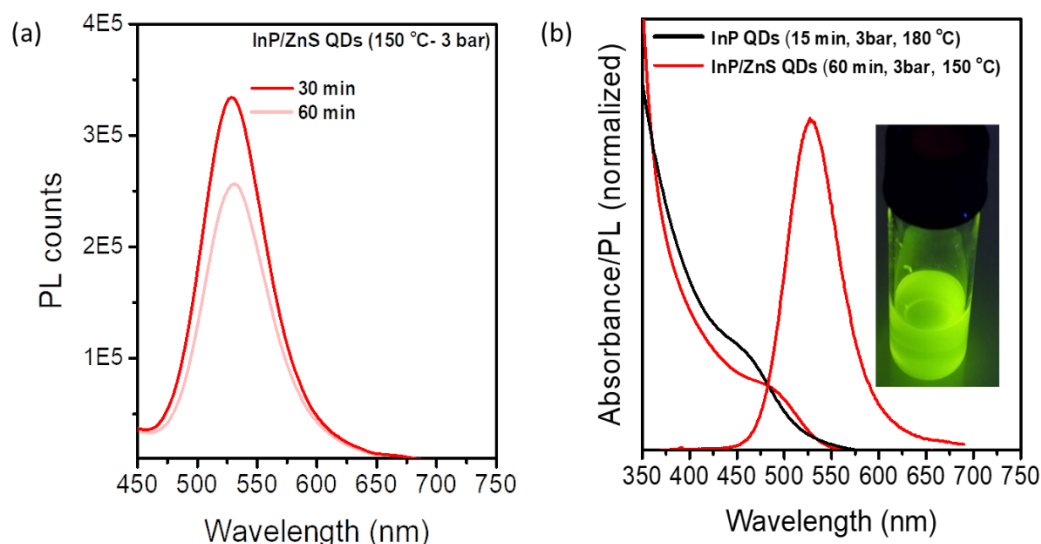 (a)
InP/ZnS QDs (150 °C- 3 bar)
30 min
60 min
4E5
3E5
2E5
1E5
PL counts
450 500 550 600 650 700 750
Wavelength (nm)
(b)
InP QDs (15 min, 3bar, 180 °C)
InP/ZnS QDs (60 min, 3bar, 150 °C)
Absorbance/PL (normalized)
350 400 450 500 550 600 650 700 750
Wavelength (nm)